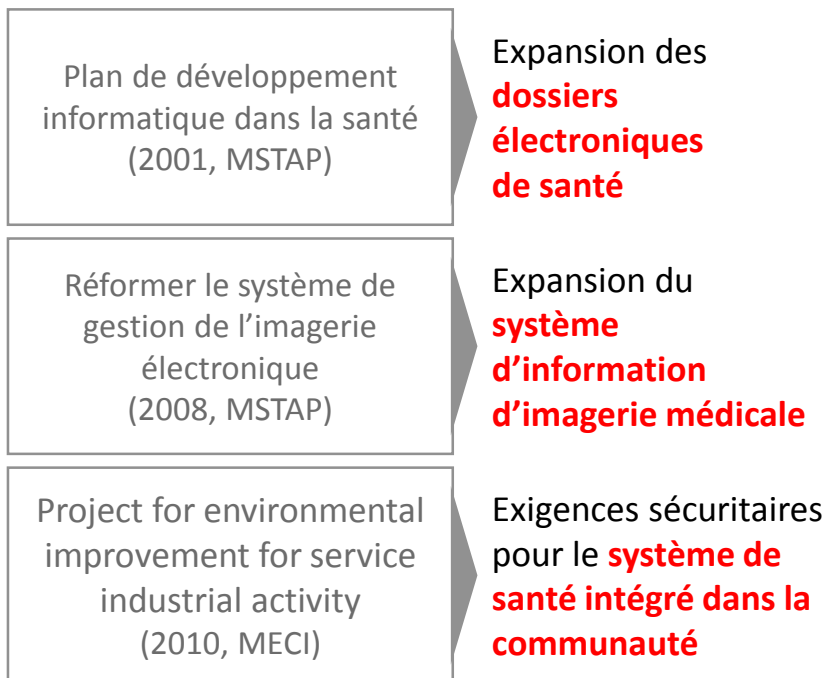 Plan de développement
informatique dans la santé
(2001, MSTAP)
Expansion des
dossiers
électroniques
de santé
Réformer le système de
gestion de l’imagerie
électronique
(2008, MSTAP)
Expansion du
système
d’information
d’imagerie médicale
Project for environmental
improvement for service
industrial activity
(2010, MECI)
Exigences sécuritaires
pour le système de
santé intégré dans la
communauté